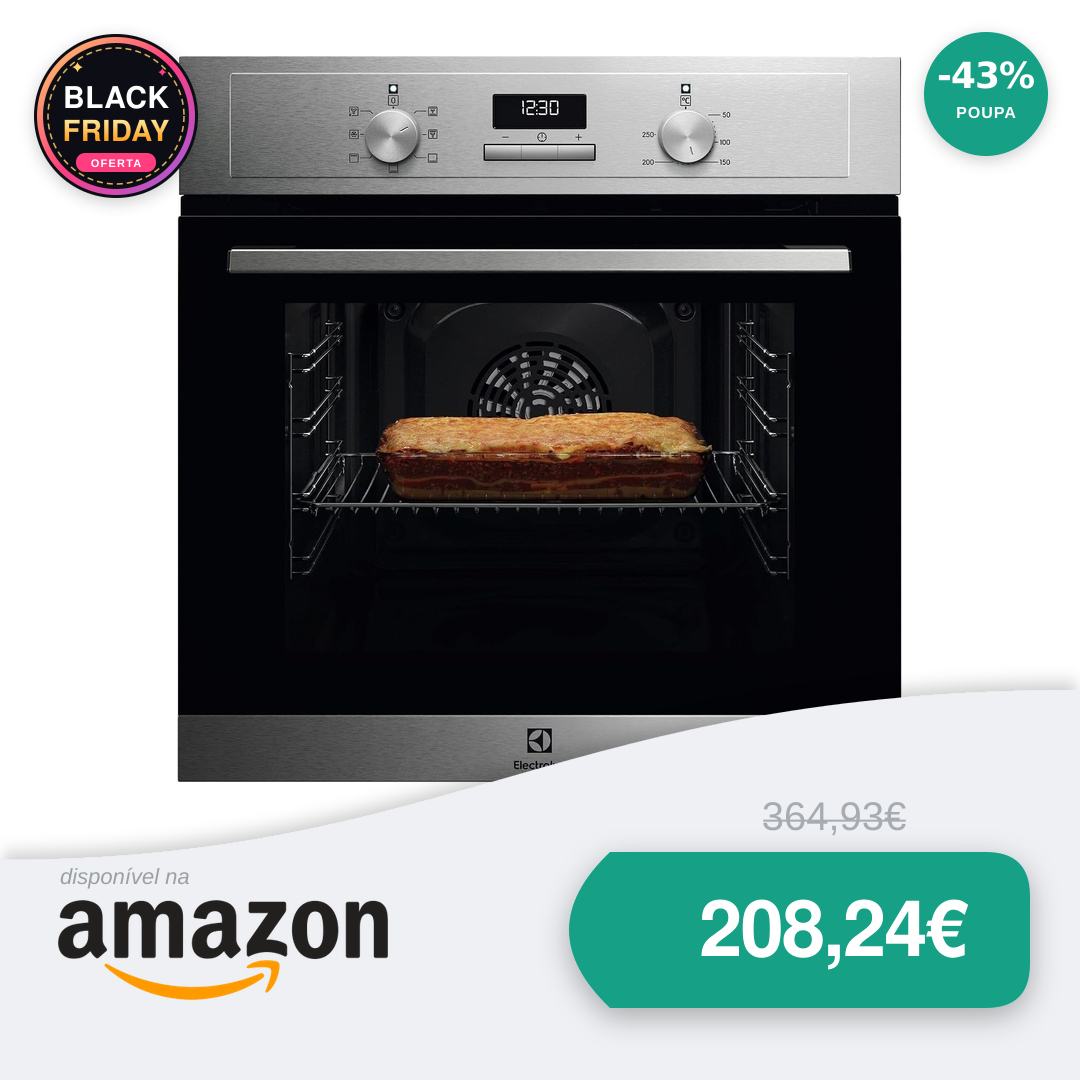 BLACK
FRIDAY
OFERTA
-43%
POUPA
12:30
0
°C
50
250
100
200
150
- +
364,93€
208,24€
disponível na
amazon